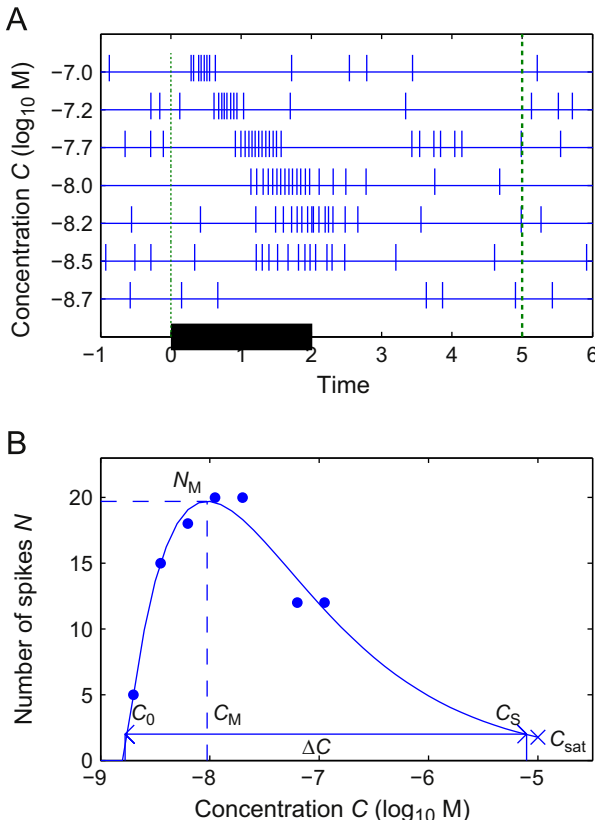 A
Concentration C (log10 M)
−7.0
−7.2
−7.7
−8.0
−8.2
−8.5
−8.7
−1 0 1 2 3 4 5 6
Time
B
Number of spikes N
20
15
10
5
0
NM
C0
CM
CS
Csat
ΔC
−9 −8 −7 −6 −5
Concentration C (log10 M)